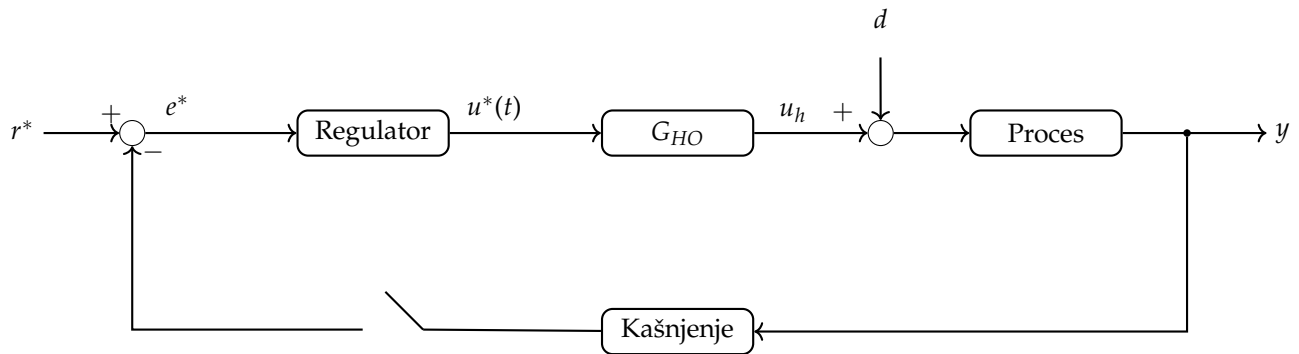 d
r* + e* Regulator u*(t) G_HO u_h + Proces y
−
Kašnjenje